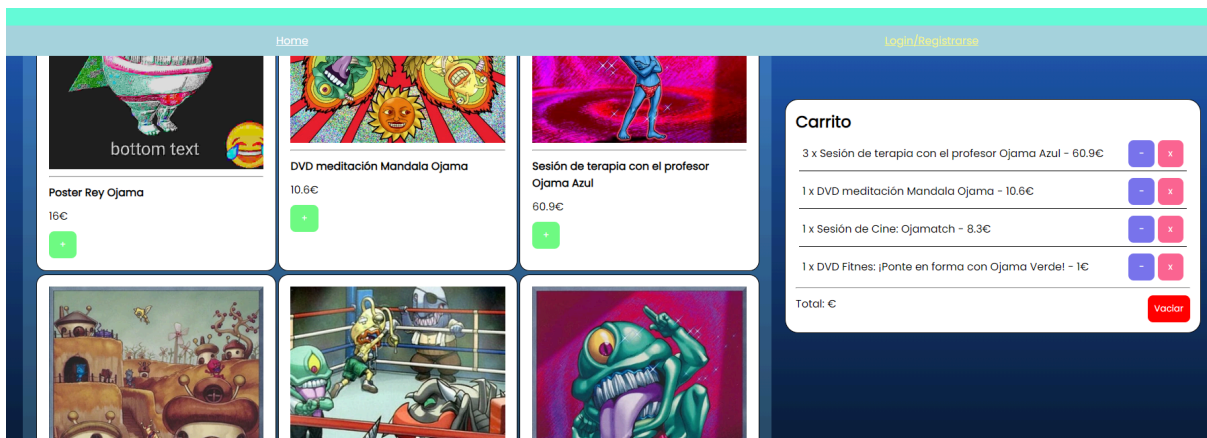 Home
Login/Registrarse
bottom text
Poster Rey Ojama
16€
+
DVD meditación Mandala Ojama
10.6€
+
Sesión de terapia con el profesor
Ojama Azul
60.9€
+
Carrito
3 x Sesión de terapia con el profesor Ojama Azul - 60.9€
-
x
1 x DVD meditación Mandala Ojama - 10.6€
-
x
1 x Sesión de Cine: Ojamatch - 8.3€
-
x
1 x DVD Fitnes: ¡Ponte en forma con Ojama Verde! - 1€
-
x
Total: €
Vaciar